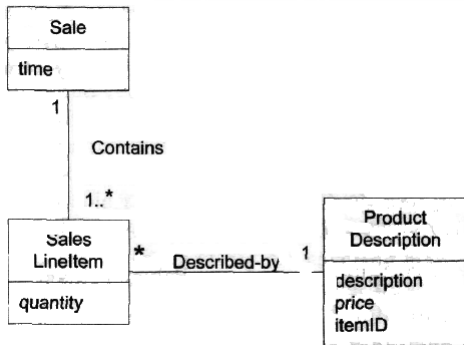 Sale
time
1
Contains
1..*
Sales
LineItem
quantity
*
Described-by
1
Product
Description
description
price
itemID